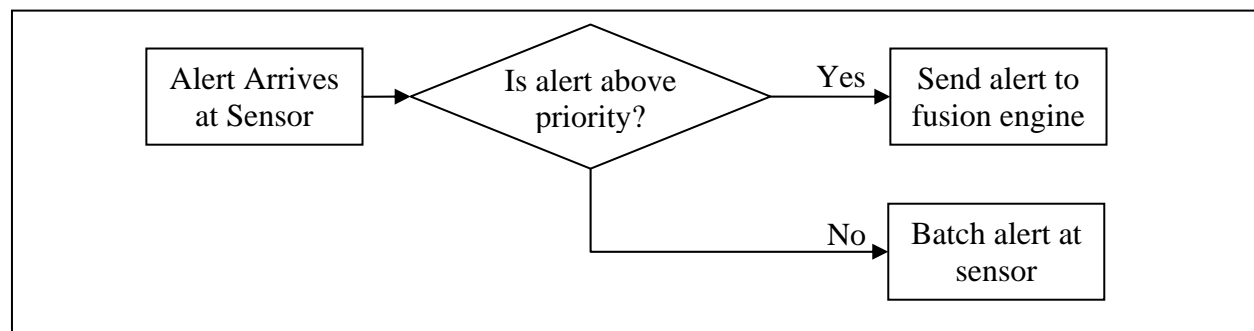 Alert Arrives
at Sensor
Is alert above
priority?
Yes
Send alert to
fusion engine
No
Batch alert at
sensor